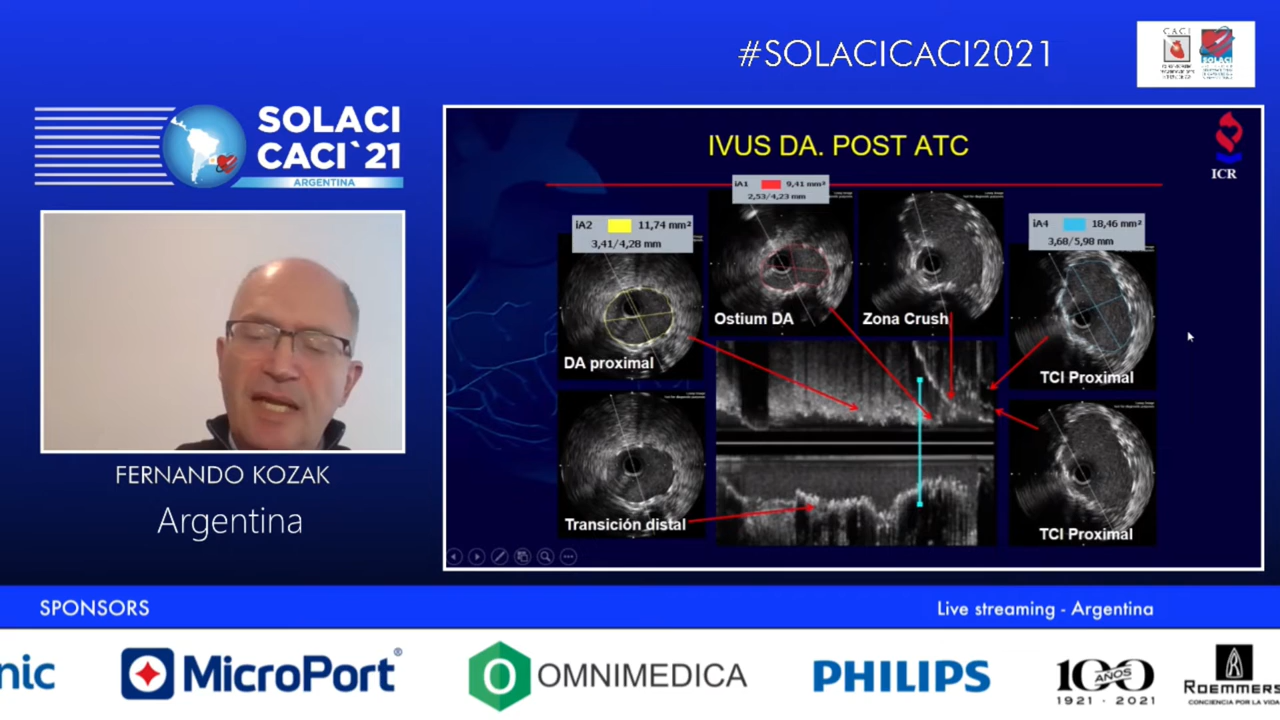 #SOLACICACI2021
CACI
SOLACI
SOLACI
CACI`21
ARGENTINA
IVUS DA. POST ATC
ICR
iA1 9,41 mm²
2,53/4,23 mm
iA2 11,74 mm²
3,41/4,28 mm
iA4 18,46 mm²
3,68/5,98 mm
Ostium DA
Zona Crush
DA proximal
TCI Proximal
Transición distal
TCI Proximal
FERNANDO KOZAK
Argentina
SPONSORS
Live streaming - Argentina
nic
MicroPort®
OMNIMEDICA
PHILIPS
100
AÑOS
1921 · 2021
ROEMMERS
CONCIENCIA POR LA VIDA